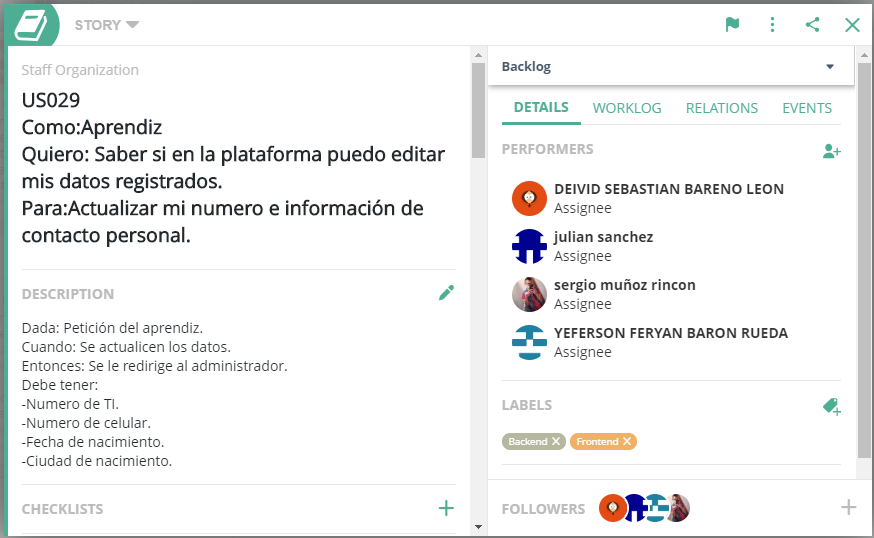 STORY
Staff Organization
US029
Como:Aprendiz
Quiero: Saber si en la plataforma puedo editar
mis datos registrados.
Para:Actualizar mi numero e información de
contacto personal.
DESCRIPTION
Dada: Petición del aprendiz.
Cuando: Se actualicen los datos.
Entonces: Se le redirige al administrador.
Debe tener:
-Numero de TI.
-Numero de celular.
-Fecha de nacimiento.
-Ciudad de nacimiento.
CHECKLISTS
Backlog
DETAILS WORKLOG RELATIONS EVENTS
PERFORMERS
DEIVID SEBASTIAN BARENO LEON
Assignee
julian sanchez
Assignee
sergio muñoz rincon
Assignee
YEFERSON FERYAN BARON RUEDA
Assignee
LABELS
Backend Frontend
FOLLOWERS